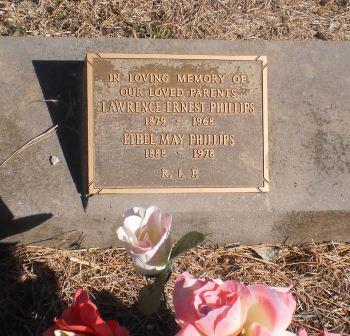 IN LOVING MEMORY OF
OUR LOVED PARENTS
LAWRENCE ERNEST PHILLIPS
1879 - 1968
ETHEL MAY PHILLIPS
1888 - 1978
R. I. P.